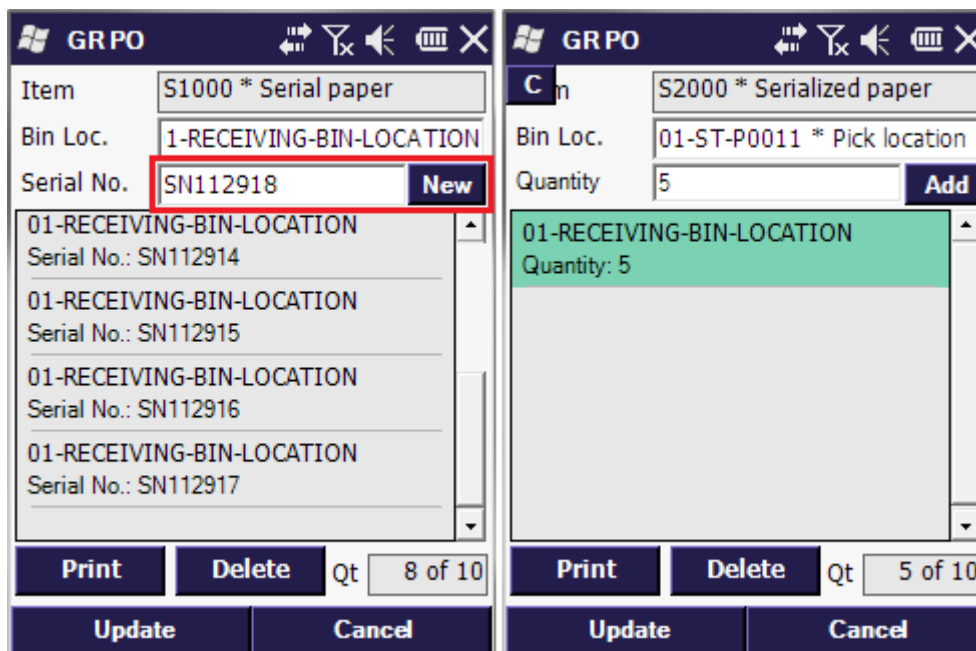 GRPO
Item S1000 * Serial paper
Bin Loc. 1-RECEIVING-BIN-LOCATION
Serial No. SN112918 New
01-RECEIVING-BIN-LOCATION
Serial No.: SN112914
01-RECEIVING-BIN-LOCATION
Serial No.: SN112915
01-RECEIVING-BIN-LOCATION
Serial No.: SN112916
01-RECEIVING-BIN-LOCATION
Serial No.: SN112917
Print Delete Qt 8 of 10
Update Cancel
GRPO
C m S2000 * Serialized paper
Bin Loc. 01-ST-P0011 * Pick location
Quantity 5 Add
01-RECEIVING-BIN-LOCATION
Quantity: 5
Print Delete Qt 5 of 10
Update Cancel